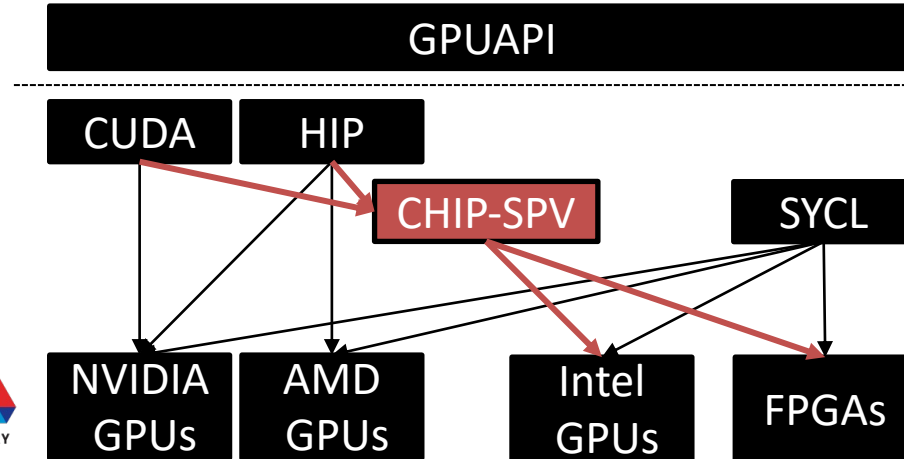 GPUAPI
CUDA
HIP
CHIP-SPV
SYCL
NVIDIA
GPUs
AMD
GPUs
Intel
GPUs
FPGAs
Y